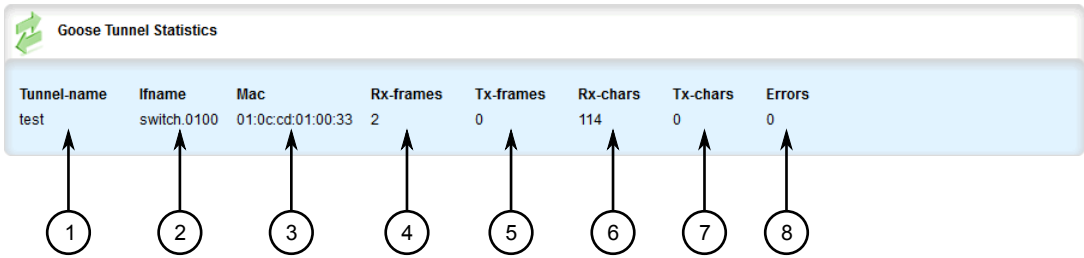 Goose Tunnel Statistics
Tunnel-name Ifname Mac Rx-frames Tx-frames Rx-chars Tx-chars Errors
test switch.0100 01:0c:cd:01:00:33 2 0 114 0 0
1 2 3 4 5 6 7 8